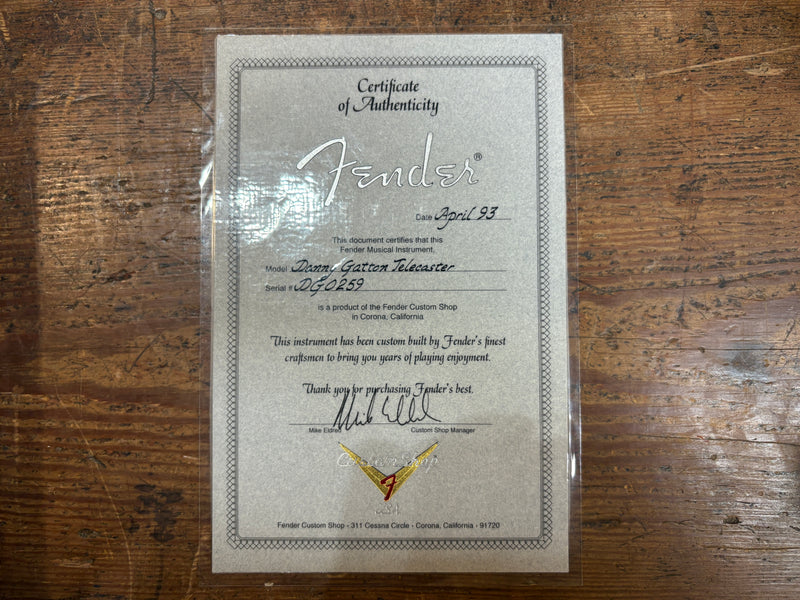 Certificate
of Authenticity
Fender®
Date April 93
This document certifies that this
Fender Musical Instrument,
Model Danny Gatton Telecaster
Serial # DG0259
is a product of the Fender Custom Shop
in Corona, California
This instrument has been custom built by Fender's finest
craftsmen to bring you years of playing enjoyment.
Thank you for purchasing Fender's best.
Mike Eldred
Mike Eldred Custom Shop Manager
Custom Shop
F
USA
Fender Custom Shop - 311 Cessna Circle - Corona, California - 91720